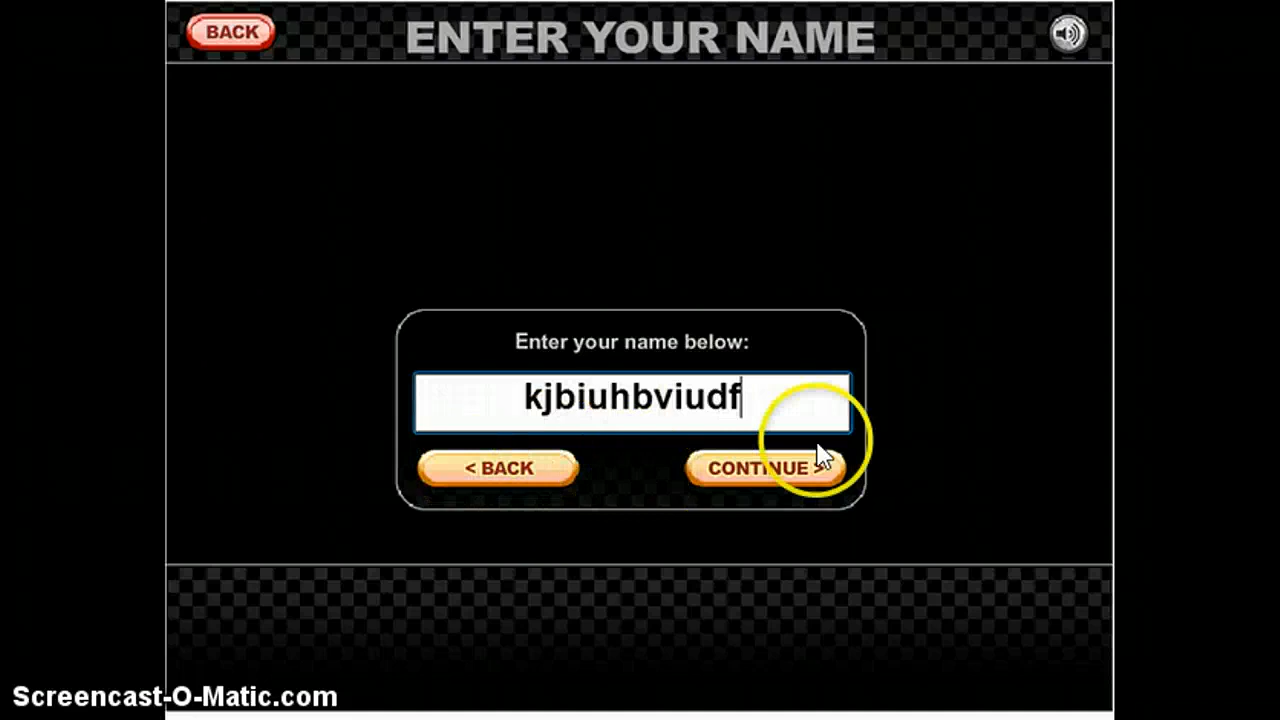 BACK
ENTER YOUR NAME
Enter your name below:
kjbiuhbviudf
< BACK
CONTINUE >
Screencast-O-Matic.com